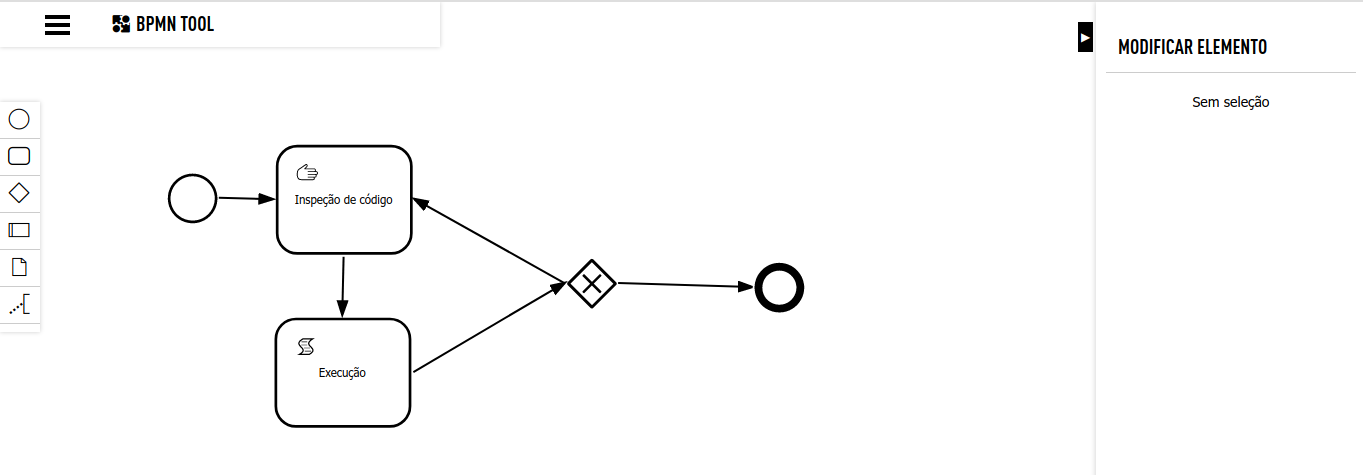 BPMN TOOL
MODIFICAR ELEMENTO
Sem seleção
Inspeção de código
Execução